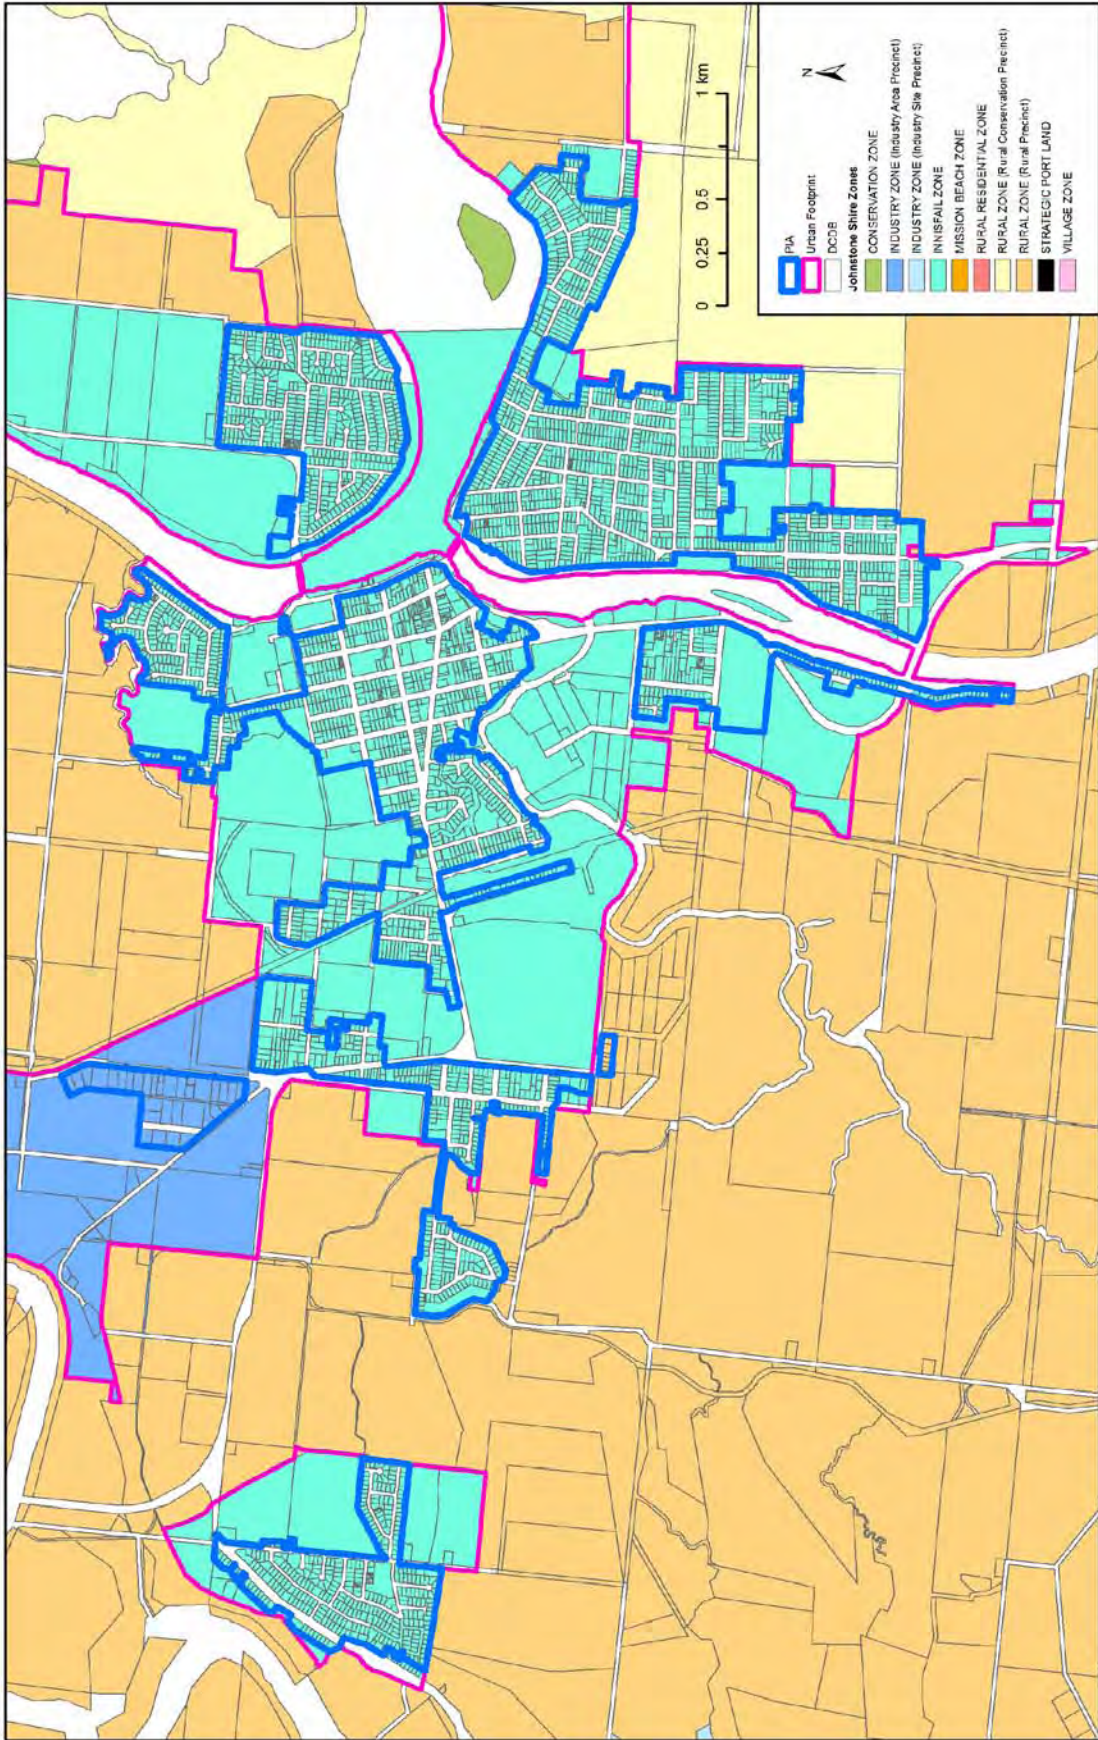 N
0 0.25 0.5 1 km
PIA
Urban Footprint
DCDB
Johnstone Shire Zones
CONSERVATION ZONE
INDUSTRY ZONE (Industry Area Precinct)
INDUSTRY ZONE (Industry Site Precinct)
INNISFAIL ZONE
MISSION BEACH ZONE
RURAL RESIDENTIAL ZONE
RURAL ZONE (Rural Conservation Precinct)
RURAL ZONE (Rural Precinct)
STRATEGIC PORT LAND
VILLAGE ZONE